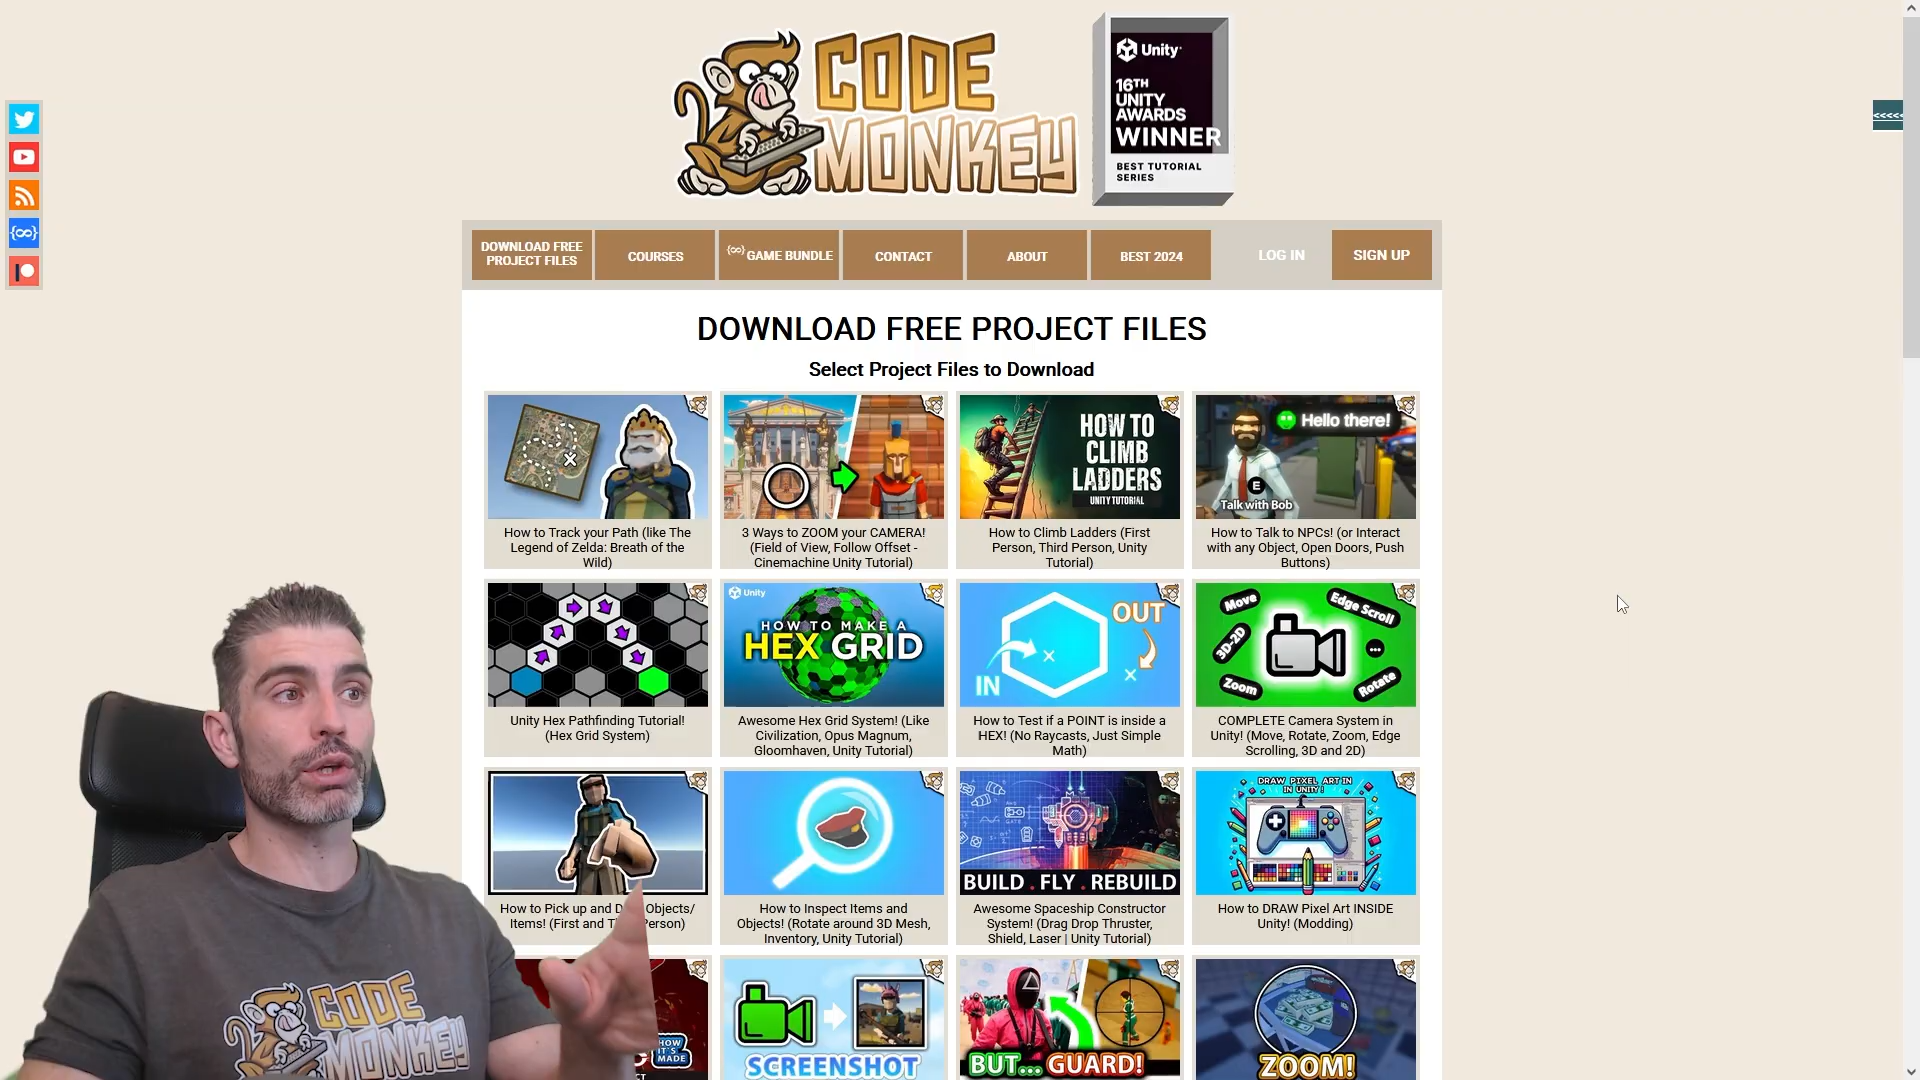 CODE
MONKEY
Unity
16TH
UNITY
AWARDS
WINNER
BEST TUTORIAL
SERIES
<<<<<
DOWNLOAD FREE
PROJECT FILES
COURSES
{∞} GAME BUNDLE
CONTACT
ABOUT
BEST 2024
LOG IN
SIGN UP
DOWNLOAD FREE PROJECT FILES
Select Project Files to Download
HOW TO
CLIMB
LADDERS
UNITY TUTORIAL
Hello there!
E
Talk with Bob
How to Track your Path (like The
Legend of Zelda: Breath of the
Wild)
3 Ways to ZOOM your CAMERA!
(Field of View, Follow Offset -
Cinemachine Unity Tutorial)
How to Climb Ladders (First
Person, Third Person, Unity
Tutorial)
How to Talk to NPCs! (or Interact
with any Object, Open Doors, Push
Buttons)
Unity
HOW TO MAKE A
HEX GRID
OUT
IN
Move
Edge Scroll
3D-2D
...
Zoom
Rotate
Unity Hex Pathfinding Tutorial!
(Hex Grid System)
Awesome Hex Grid System! (Like
Civilization, Opus Magnum,
Gloomhaven, Unity Tutorial)
How to Test if a POINT is inside a
HEX! (No Raycasts, Just Simple
Math)
COMPLETE Camera System in
Unity! (Move, Rotate, Zoom, Edge
Scrolling, 3D and 2D)
BUILD . FLY . REBUILD
DRAW PIXEL ART IN
IN UNITY!
How to Pick up and D Objects/
Items! (First and T Person)
How to Inspect Items and
Objects! (Rotate around 3D Mesh,
Inventory, Unity Tutorial)
Awesome Spaceship Constructor
System! (Drag Drop Thruster,
Shield, Laser | Unity Tutorial)
How to DRAW Pixel Art INSIDE
Unity! (Modding)
HOW
IT'S
MADE
SCREENSHOT
BUT... GUARD!
ZOOM!
CODE
MONKEY